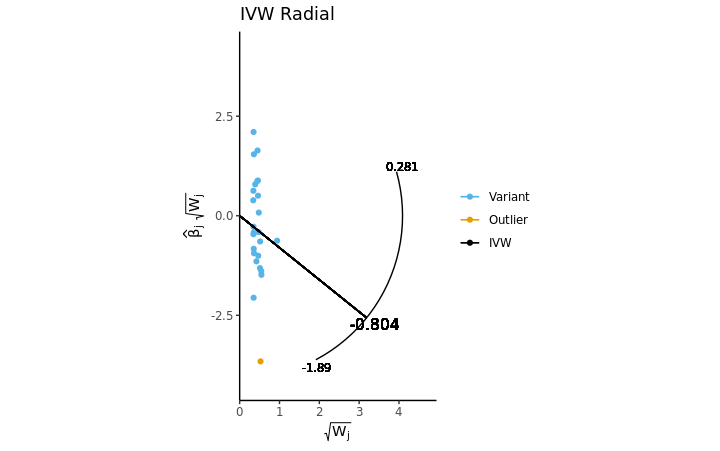 IVW Radial
2.5
0.0
-2.5
β̂ⱼ √Wⱼ
0.281
-0.804
-1.89
0 1 2 3 4
√Wⱼ
Variant
Outlier
IVW